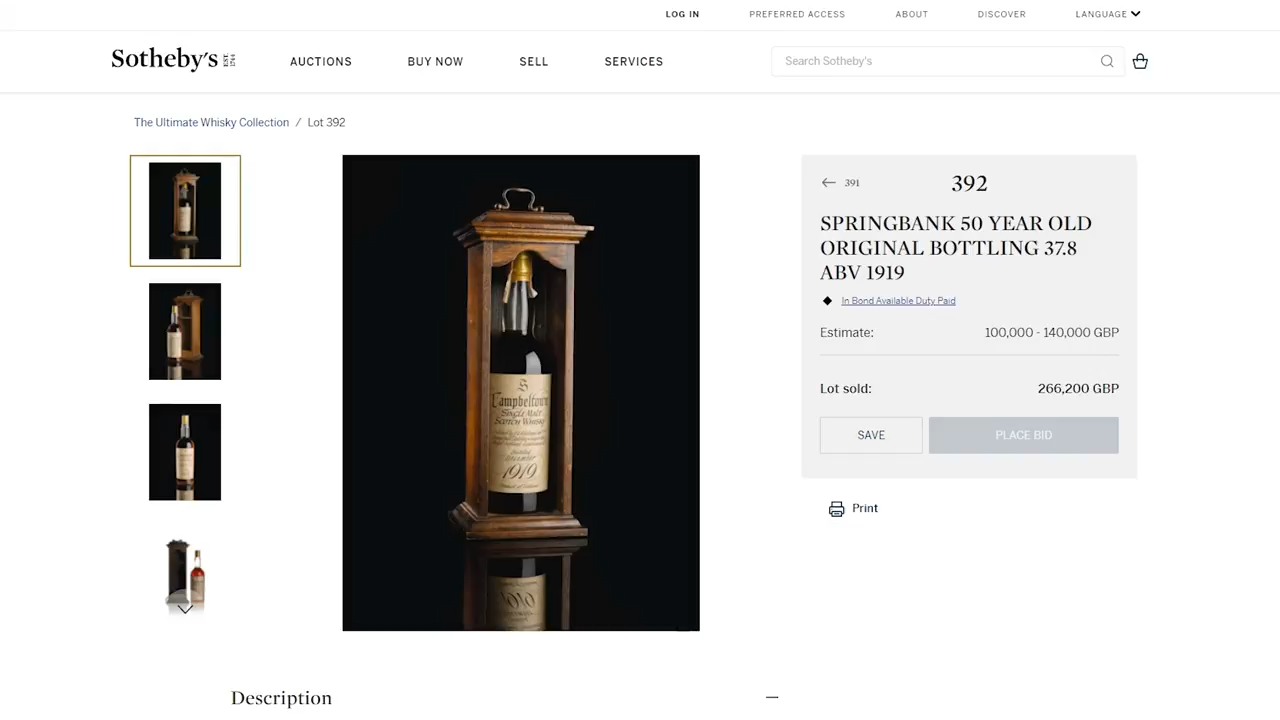 LOG IN
PREFERRED ACCESS
ABOUT
DISCOVER
LANGUAGE
Sotheby's EST. 1744
AUCTIONS
BUY NOW
SELL
SERVICES
Search Sotheby's
The Ultimate Whisky Collection / Lot 392
391
392
SPRINGBANK 50 YEAR OLD
ORIGINAL BOTTLING 37.8
ABV 1919
In Bond Available Duty Paid
Estimate: 100,000 - 140,000 GBP
Lot sold: 266,200 GBP
SAVE
PLACE BID
Print
S
Campbeltown
Single Malt
Scotch Whisky
1919
Description